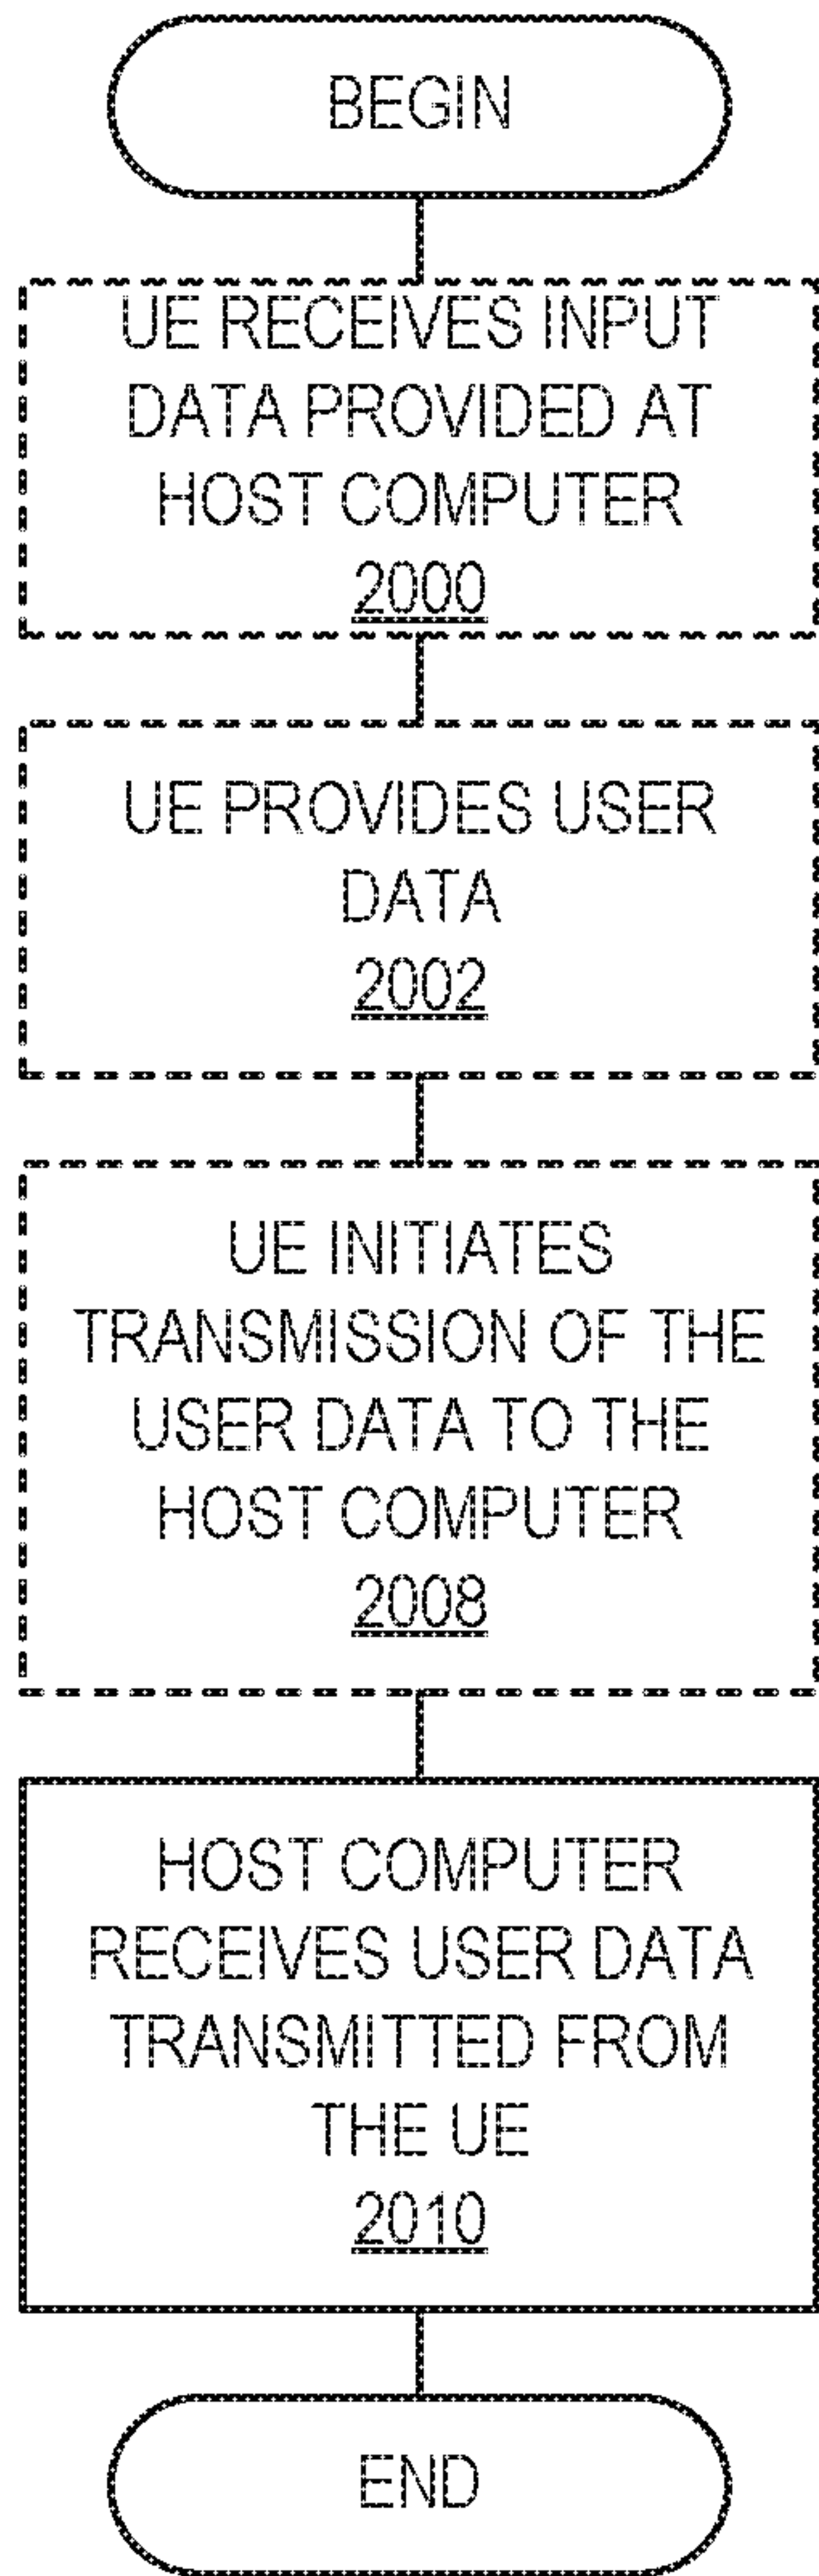 BEGIN
UE RECEIVES INPUT
DATA PROVIDED AT
HOST COMPUTER
2000
UE PROVIDES USER
DATA
2002
UE INITIATES
TRANSMISSION OF THE
USER DATA TO THE
HOST COMPUTER
2008
HOST COMPUTER
RECEIVES USER DATA
TRANSMITTED FROM
THE UE
2010
END